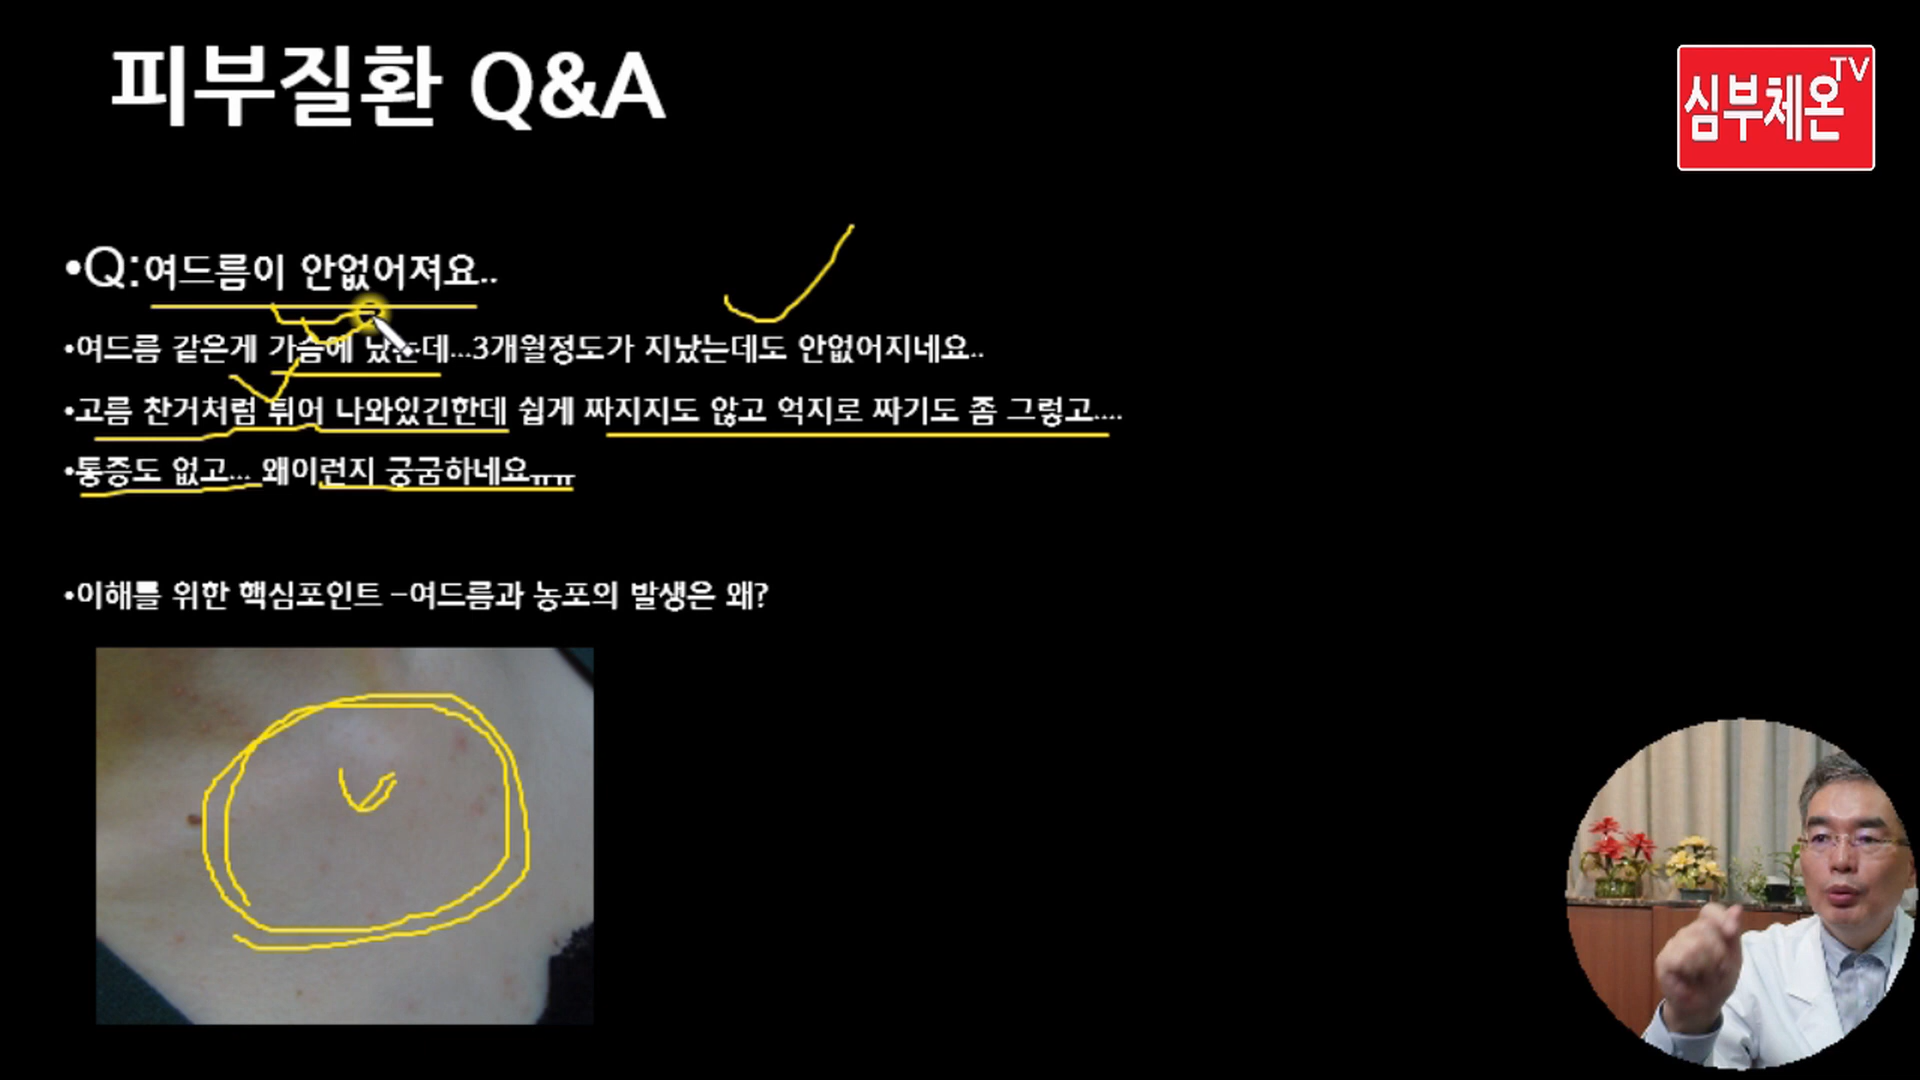 피부질환 Q&A
심부체온TV
•Q:여드름이 안없어져요..
•여드름 같은게 가슴에 났는데...3개월정도가 지났는데도 안없어지네요..
•고름 찬거처럼 튀어 나와있긴한데 쉽게 짜지지도 않고 억지로 짜기도 좀 그렇고....
•통증도 없고... 왜이런지 궁굼하네요ㅠㅠ
•이해를 위한 핵심포인트 –여드름과 농포의 발생은 왜?